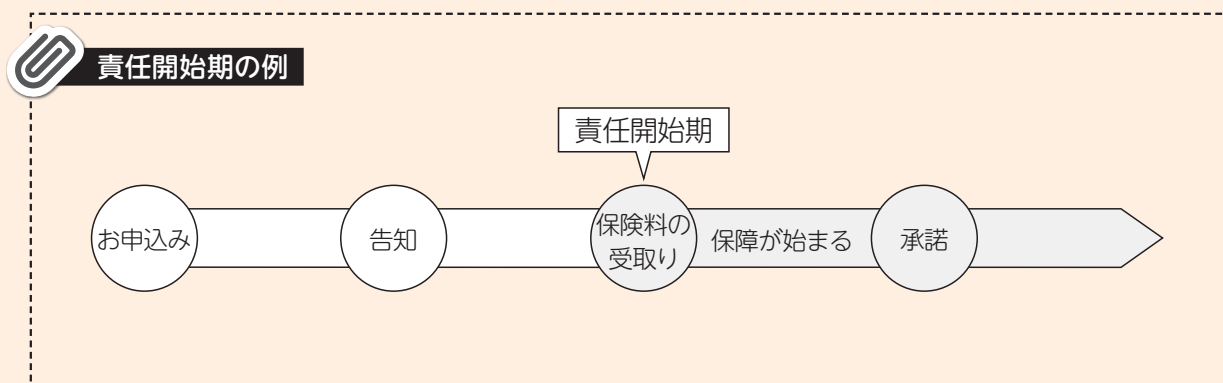 責任開始期の例
責任開始期
お申込み
告知
保険料の
受取り
保障が始まる
承諾